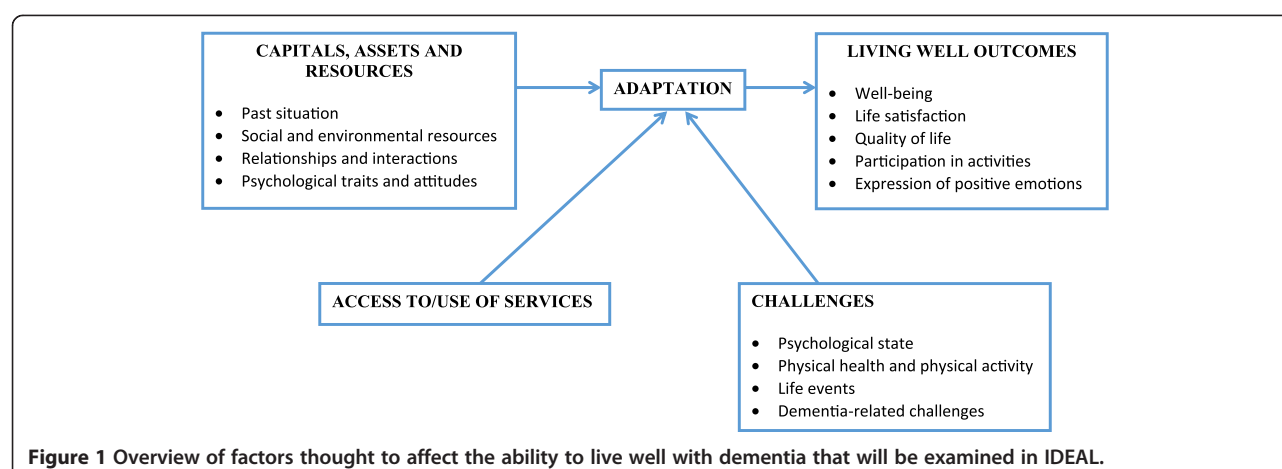 CAPITALS, ASSETS AND
RESOURCES
• Past situation
• Social and environmental resources
• Relationships and interactions
• Psychological traits and attitudes
ADAPTATION
LIVING WELL OUTCOMES
• Well-being
• Life satisfaction
• Quality of life
• Participation in activities
• Expression of positive emotions
ACCESS TO/USE OF SERVICES
CHALLENGES
• Psychological state
• Physical health and physical activity
• Life events
• Dementia-related challenges
Figure 1 Overview of factors thought to affect the ability to live well with dementia that will be examined in IDEAL.